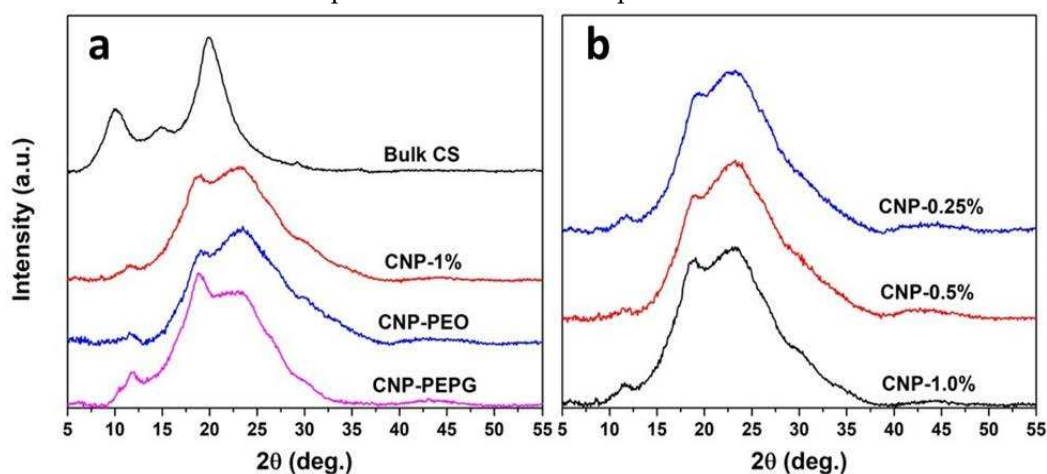 a
Bulk CS
CNP-1%
CNP-PEO
CNP-PEPG
Intensity (a.u.)
5 10 15 20 25 30 35 40 45 50 55
2θ (deg.)
b
CNP-0.25%
CNP-0.5%
CNP-1.0%
5 10 15 20 25 30 35 40 45 50 55
2θ (deg.)